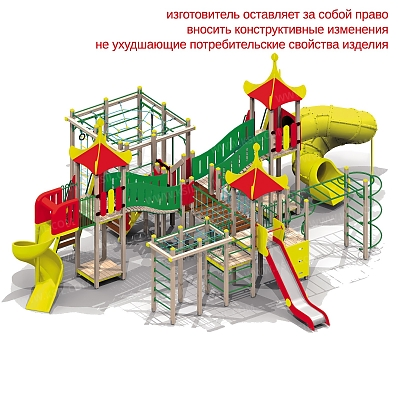 изготовитель оставляет за собой право
вносить конструктивные изменения
не ухудшающие потребительские свойства изделия